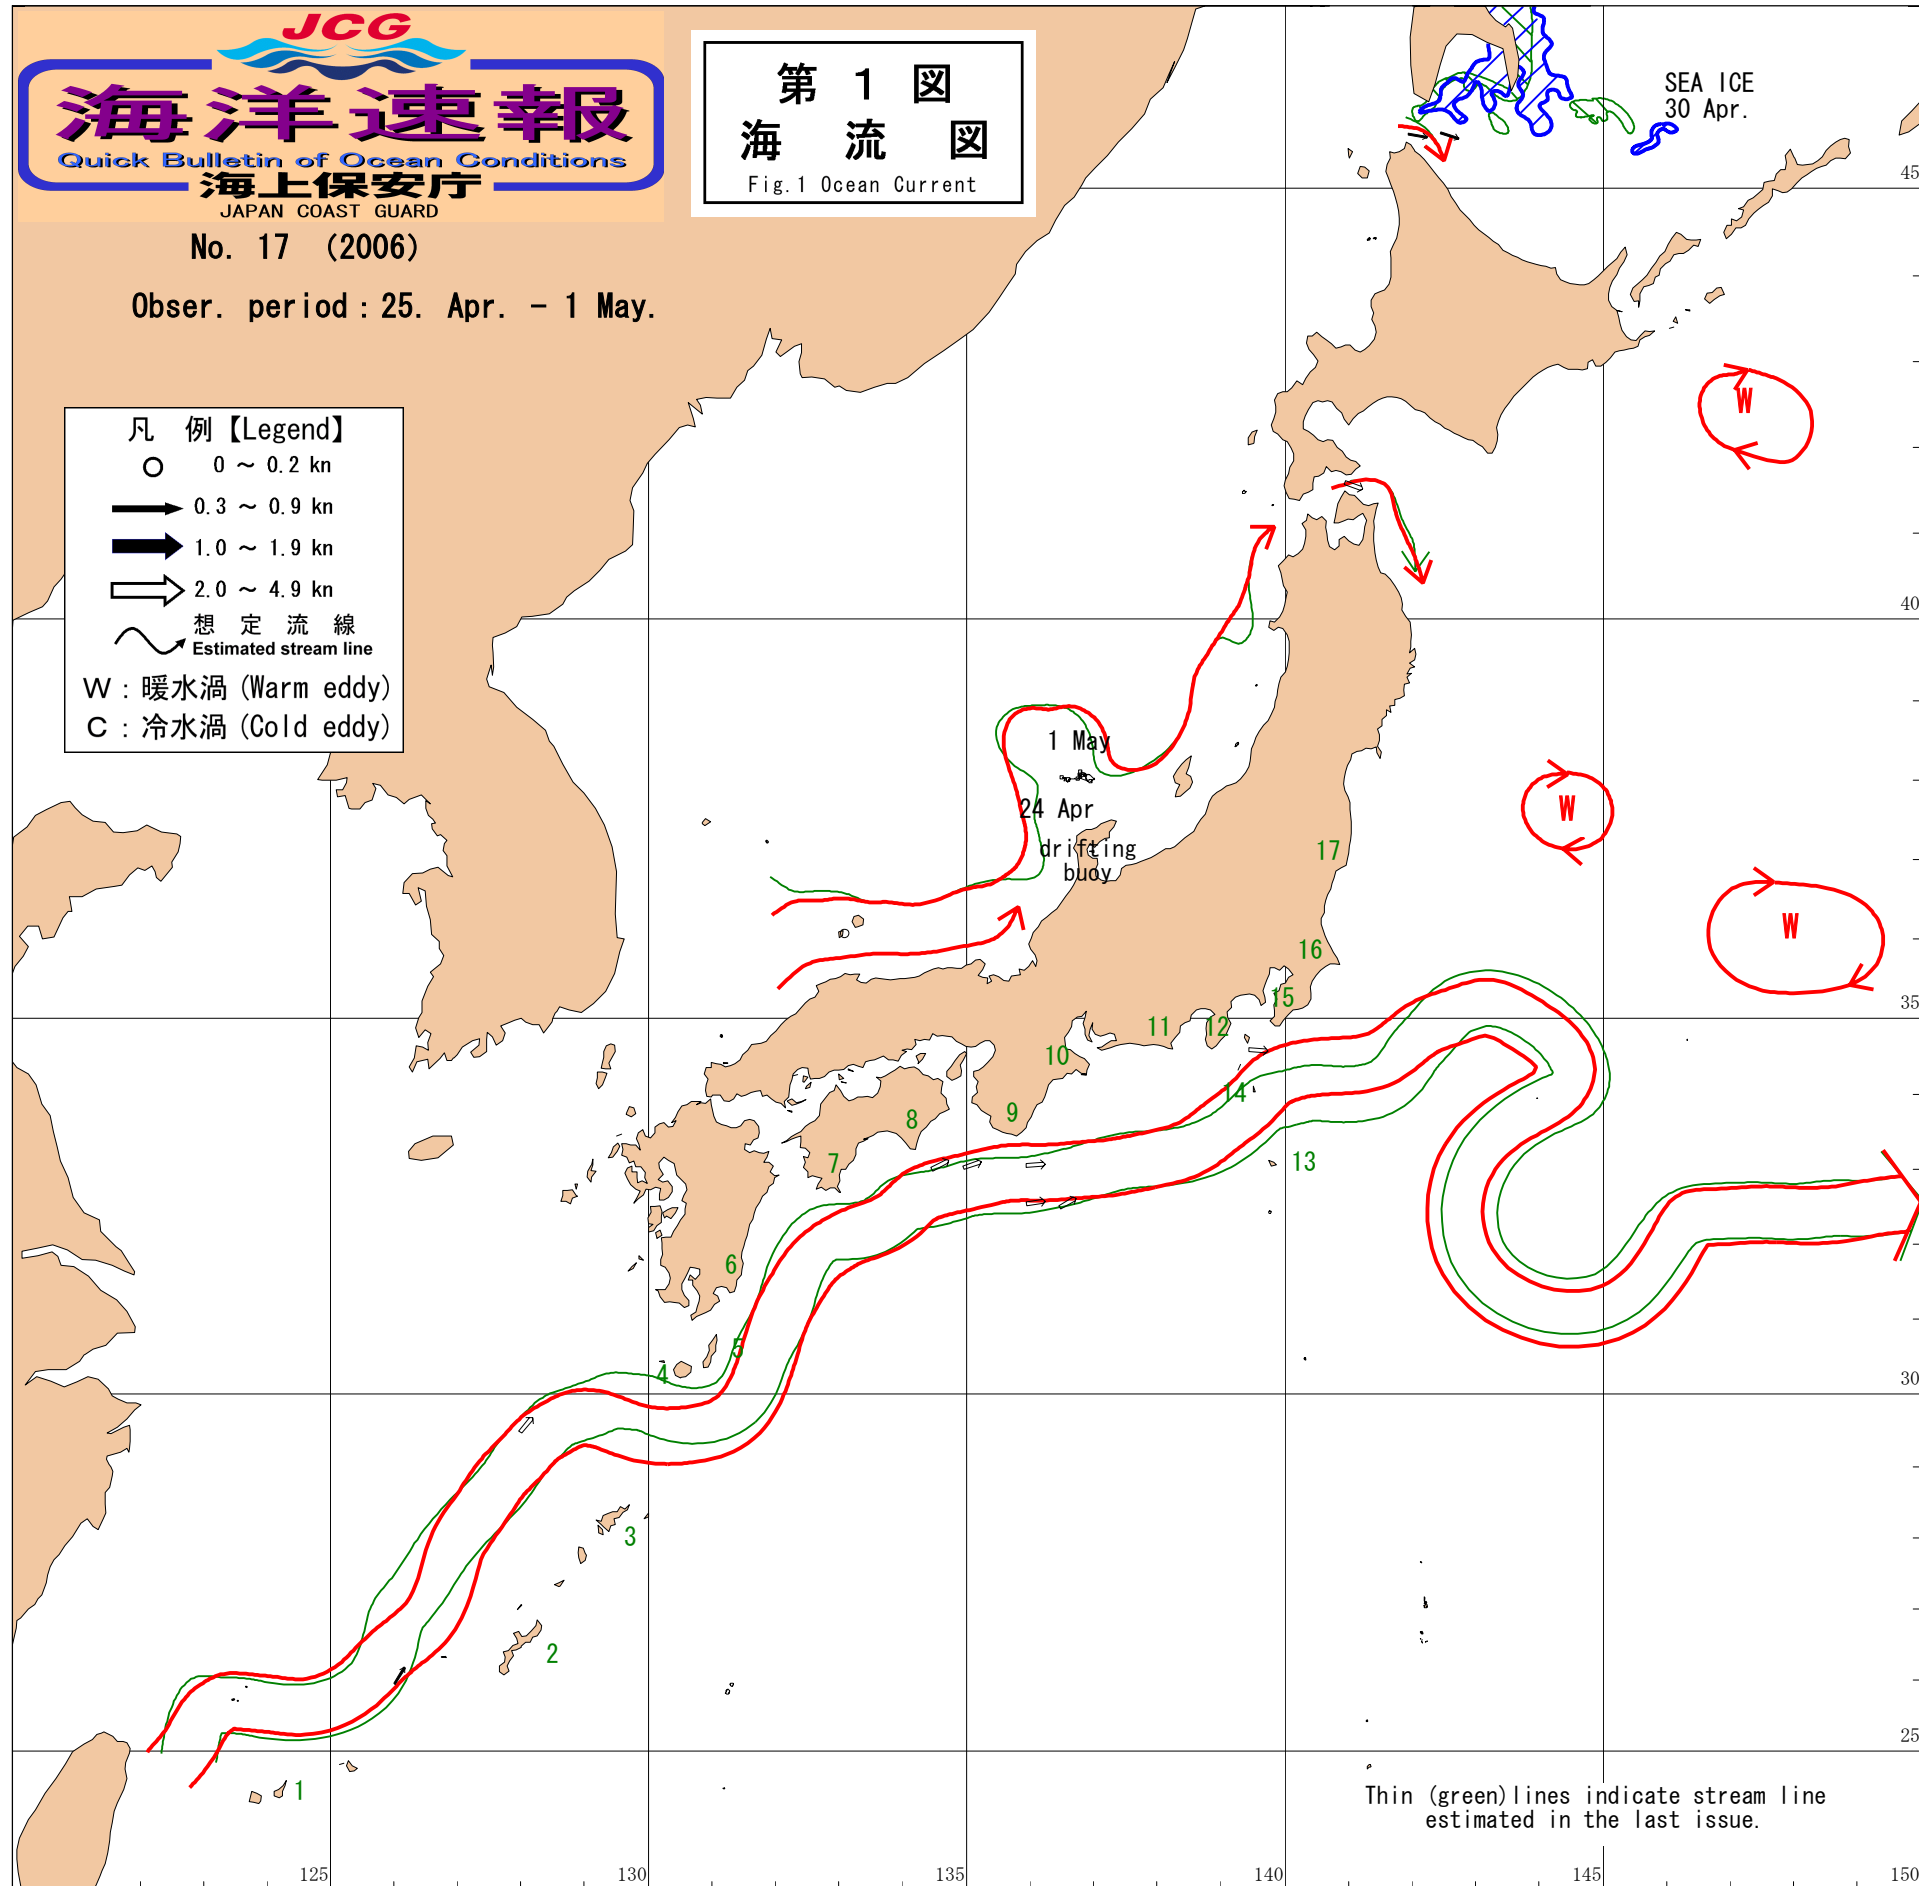 JCG
海洋速報
Quick Bulletin of Ocean Conditions
海上保安庁
JAPAN COAST GUARD
No. 17 (2006)
Obser. period : 25. Apr. - 1 May.
第 1 図
海 流 図
Fig.1 Ocean Current
SEA ICE
30 Apr.
凡 例【Legend】
0 ～ 0.2 kn
0.3 ～ 0.9 kn
1.0 ～ 1.9 kn
2.0 ～ 4.9 kn
想 定 流 線
Estimated stream line
W : 暖水渦 (Warm eddy)
C : 冷水渦 (Cold eddy)
45
W
40
1 May
24 Apr
drifting
buoy
W
17
W
16
15
35
12
11
10
14
9
8
7
13
6
5
4
30
3
2
25
1
Thin (green) lines indicate stream line
estimated in the last issue.
125
130
135
140
145
150